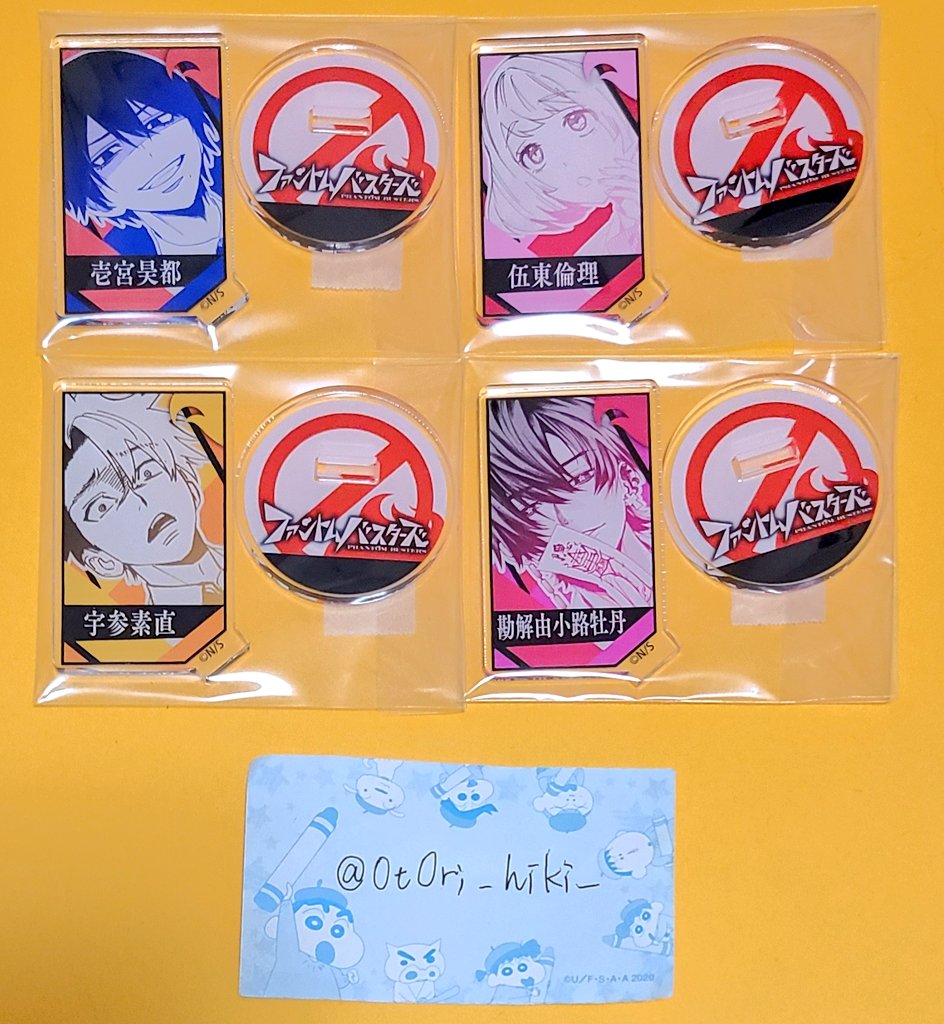 ファントムバスターズ
PHANTOM BUSTERS
壱宮昊都
©N/S
ファントムバスターズ
PHANTOM BUSTERS
伍東倫理
©N/S
ファントムバスターズ
PHANTOM BUSTERS
宇参素直
©N/S
ファントムバスターズ
PHANTOM BUSTERS
勘解由小路牡丹
©N/S
@OtOri_hiki_
©U/F・S・A・A 2020